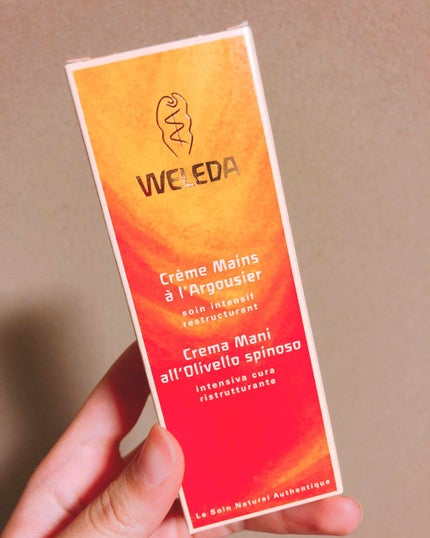 WELEDA
Crème Mains
à l'Argousier
soin intensif
restructurant
Crema Mani
all'Olivello spinoso
intensiva cura
ristrutturante
Le Soin Naturel Authentique